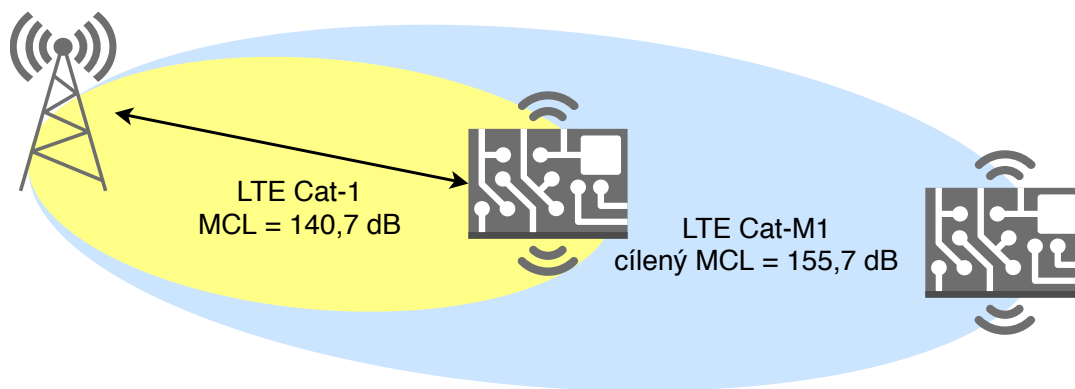 LTE Cat-1
MCL = 140,7 dB
LTE Cat-M1
cílený MCL = 155,7 dB